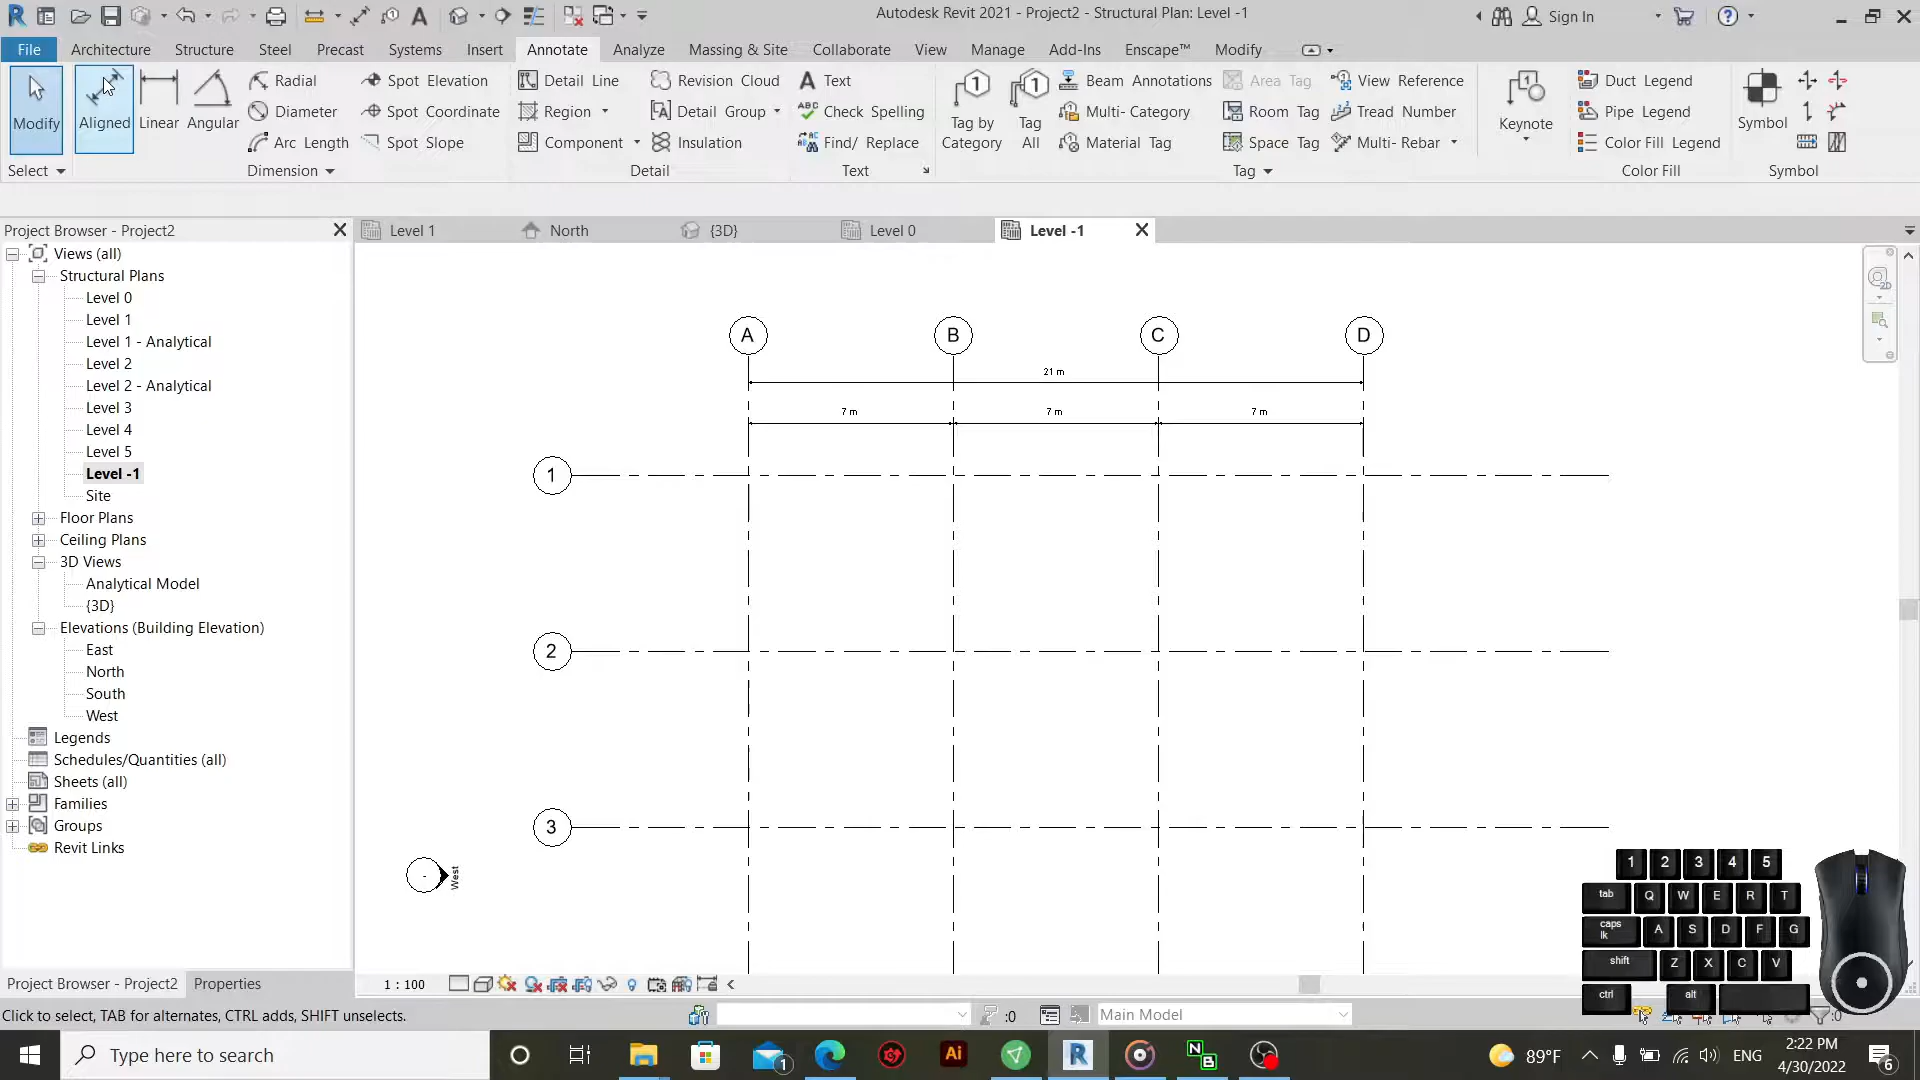 Autodesk Revit 2021 - Project2 - Structural Plan: Level -1
Sign In
File Architecture Structure Steel Precast Systems Insert Annotate Analyze Massing & Site Collaborate View Manage Add-Ins Enscape™ Modify
Modify
Aligned
Linear
Angular
Radial
Diameter
Arc Length
Spot Elevation
Spot Coordinate
Spot Slope
Detail Line
Region
Component
Revision Cloud
Detail Group
Insulation
Text
Check Spelling
Find/ Replace
Tag by
Category
Tag
All
Beam Annotations
Multi- Category
Material Tag
Area Tag
Room Tag
Space Tag
View Reference
Tread Number
Multi- Rebar
Keynote
Duct Legend
Pipe Legend
Color Fill Legend
Symbol
Select Dimension Detail Text Tag Color Fill Symbol
Project Browser - Project2
Level 1 North {3D} Level 0 Level -1
Views (all)
Structural Plans
Level 0
Level 1
Level 1 - Analytical
Level 2
Level 2 - Analytical
Level 3
Level 4
Level 5
Level -1
Site
Floor Plans
Ceiling Plans
3D Views
Analytical Model
{3D}
Elevations (Building Elevation)
East
North
South
West
Legends
Schedules/Quantities (all)
Sheets (all)
Families
Groups
Revit Links
A B C D
21 m
7 m 7 m 7 m
1
2
3
West
2D
1 2 3 4 5
tab Q W E R T
caps
lk A S D F G
shift Z X C V
ctrl alt
Project Browser - Project2 Properties
1 : 100
Click to select, TAB for alternates, CTRL adds, SHIFT unselects.
:0
Main Model
:0
Type here to search
1
Ai
R
N
B
89°F
ENG
2:22 PM
4/30/2022
6